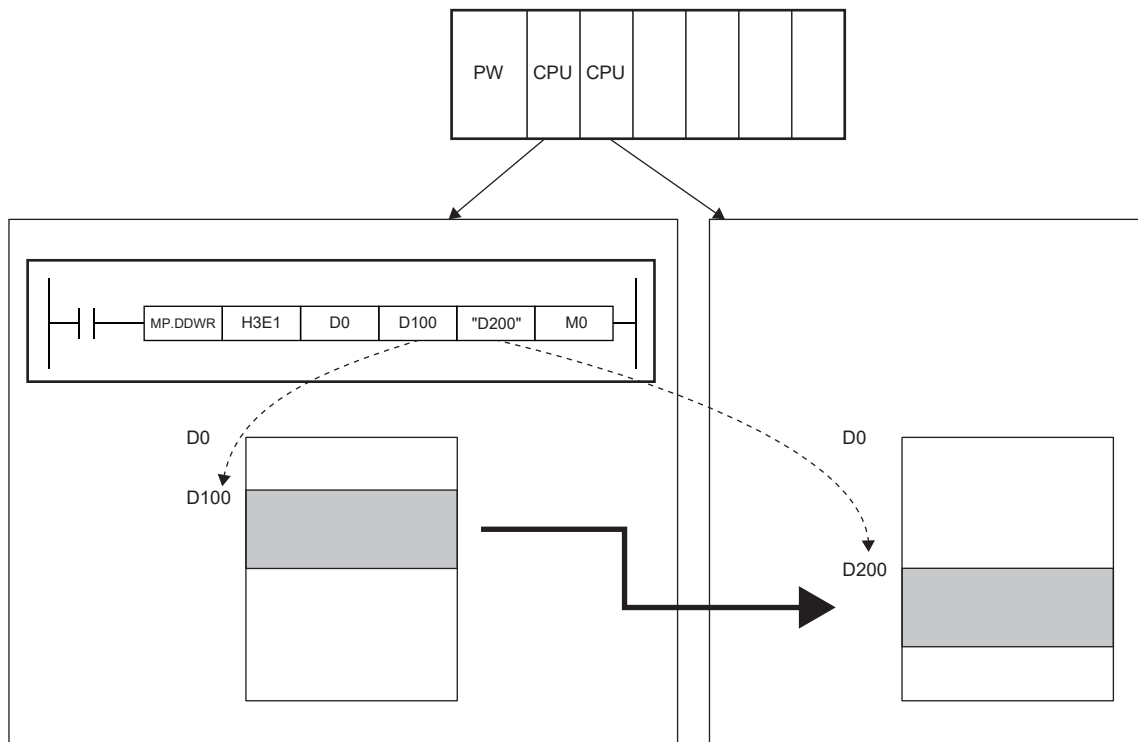 PW CPU CPU
MP.DDWR H3E1 D0 D100 "D200" M0
D0
D100
D0
D200